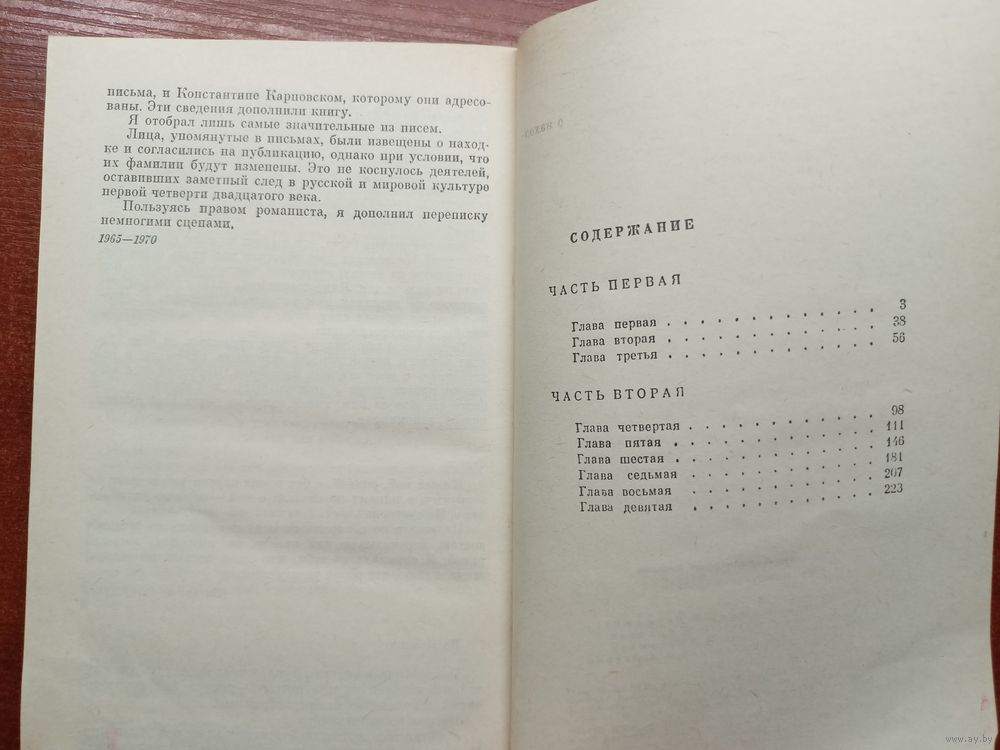 письма, и Константине Карповском, которому они адресо-
ваны. Эти сведения дополнили книгу.
Я отобрал лишь самые значительные из писем.
Лица, упомянутые в письмах, были извещены о наход-
ке и согласились на публикацию, однако при условии, что
их фамилии будут изменены. Это не коснулось деятелей,
оставивших заметный след в русской и мировой культуре
первой четверти двадцатого века.
Пользуясь правом романиста, я дополнил переписку
немногими сценами.
1965—1970
СОДЕРЖАНИЕ
ЧАСТЬ ПЕРВАЯ
Глава первая . . . . . . . . . . . . . 3
Глава вторая . . . . . . . . . . . . . 38
Глава третья . . . . . . . . . . . . . 56
ЧАСТЬ ВТОРАЯ
Глава четвертая . . . . . . . . . . . 98
Глава пятая . . . . . . . . . . . . 111
Глава шестая . . . . . . . . . . . . 146
Глава седьмая . . . . . . . . . . . 181
Глава восьмая . . . . . . . . . . . 207
Глава девятая . . . . . . . . . . . 223
www.ay.by